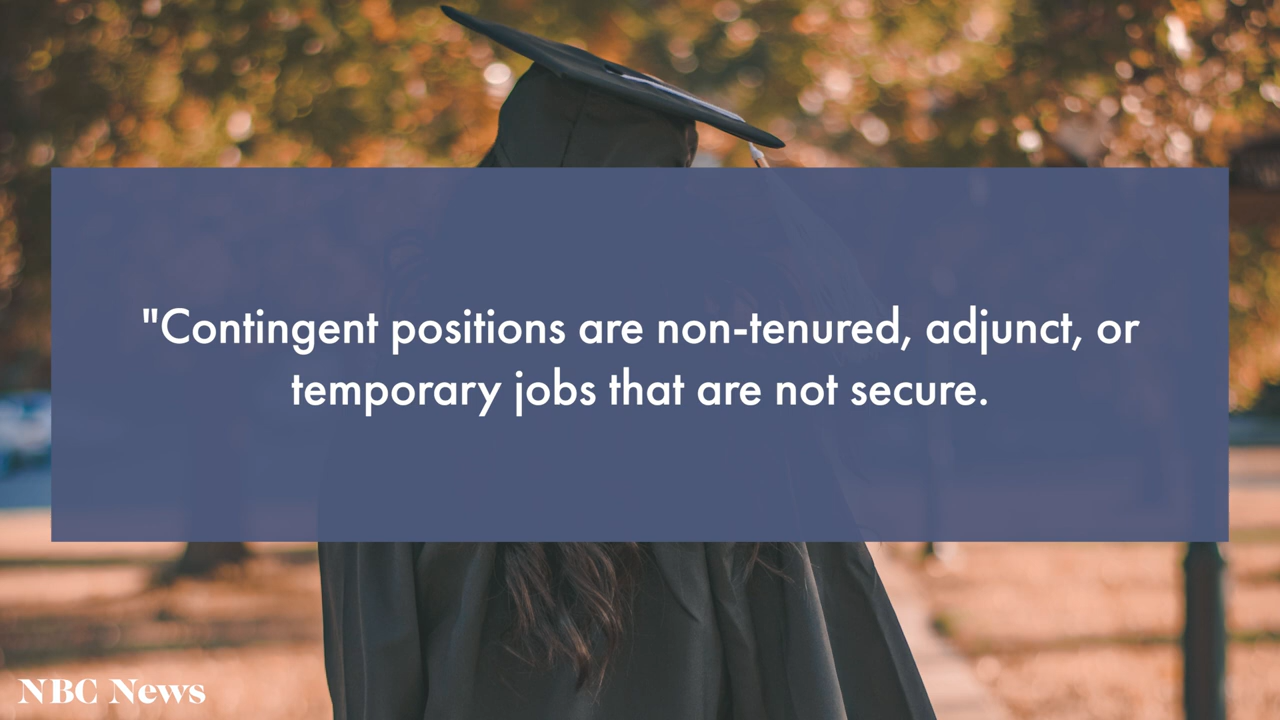 "Contingent positions are non-tenured, adjunct, or
temporary jobs that are not secure.
NBC News